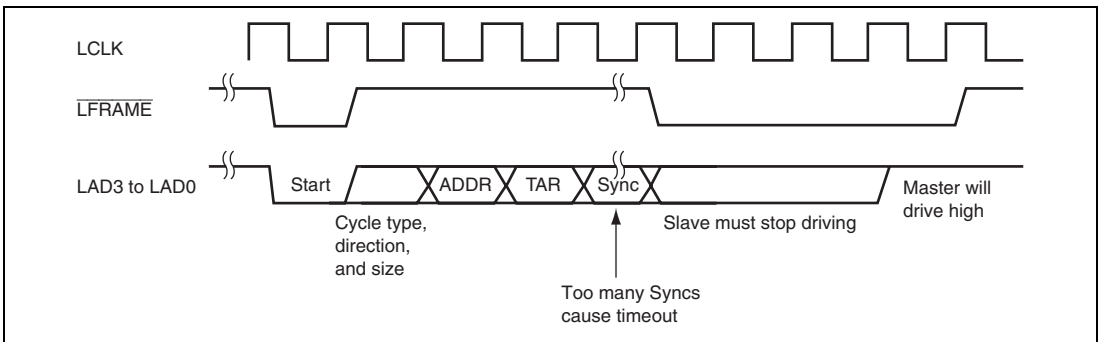 LCLK
LFRAME
LAD3 to LAD0
Start
ADDR
TAR
Sync
Cycle type,
direction,
and size
Slave must stop driving
Master will
drive high
Too many Syncs
cause timeout